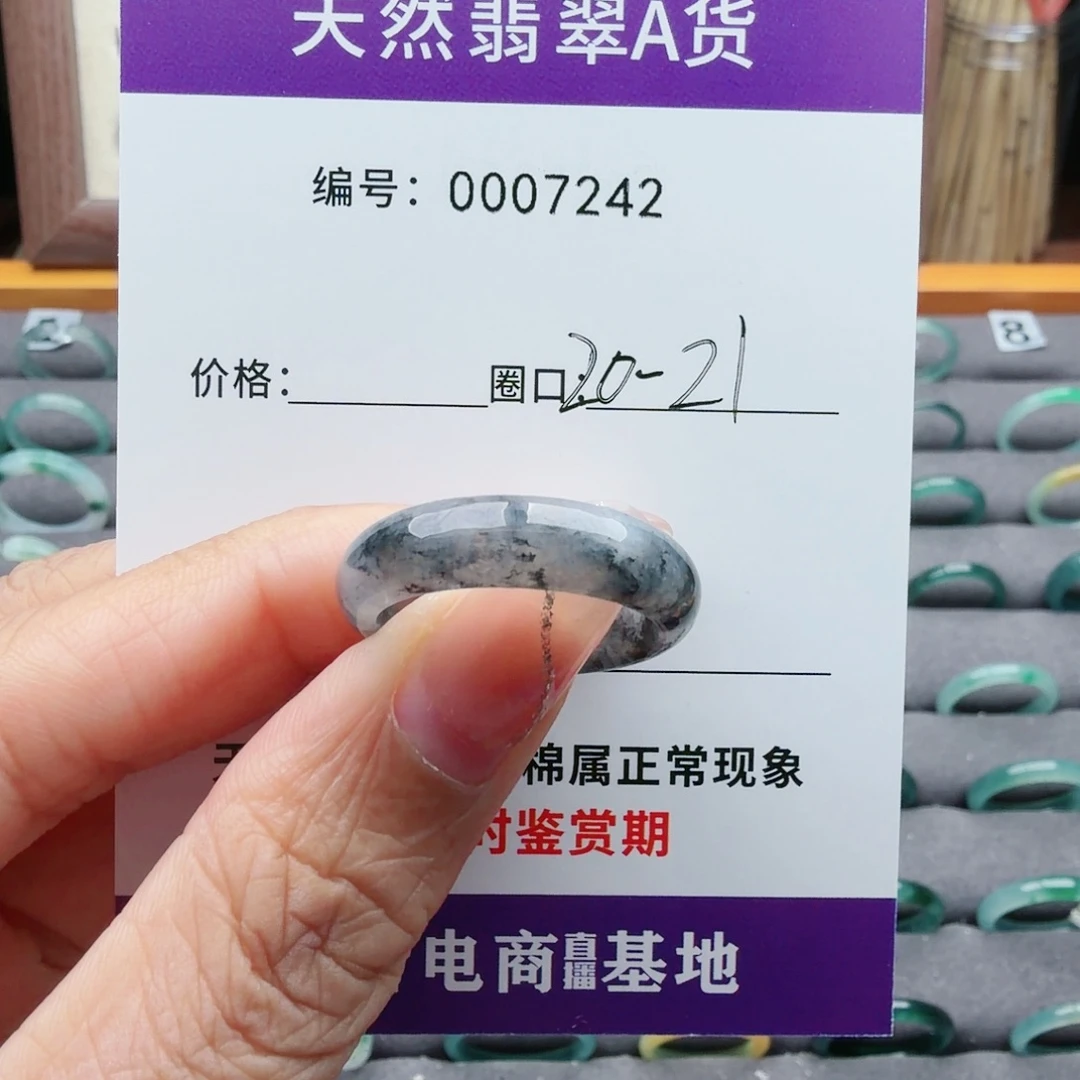 天然翡翠A货
编号：0007242
价格：
圈口：20-21
棉属正常现象
时鉴赏期
电商直播基地
8